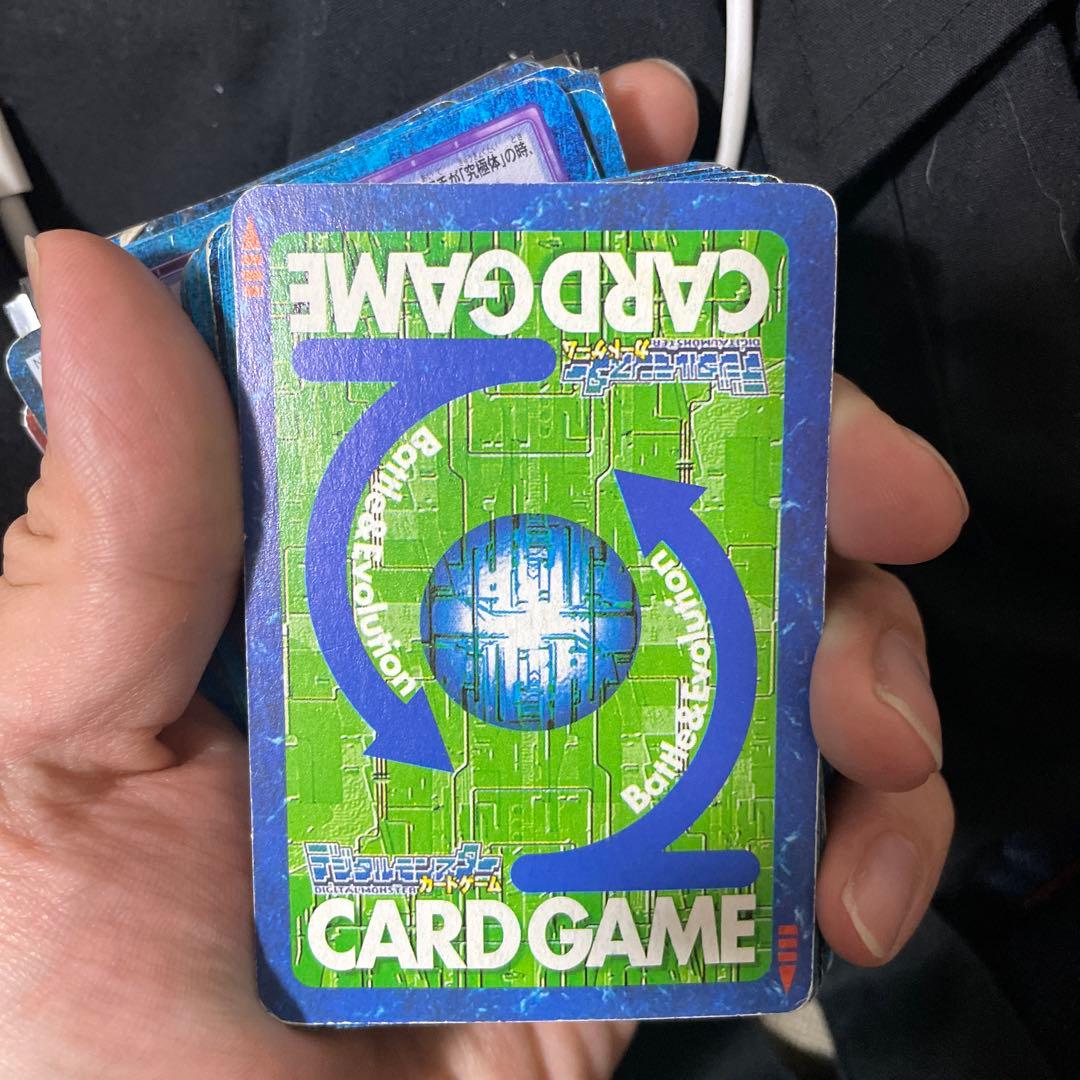 「究極体」の時、
CARD GAME
デジタルモンスター
DIGITALMONSTER カードゲーム
Battle&Evolution
Battle&Evolution
デジタルモンスター
DIGITALMONSTER カードゲーム
CARD GAME